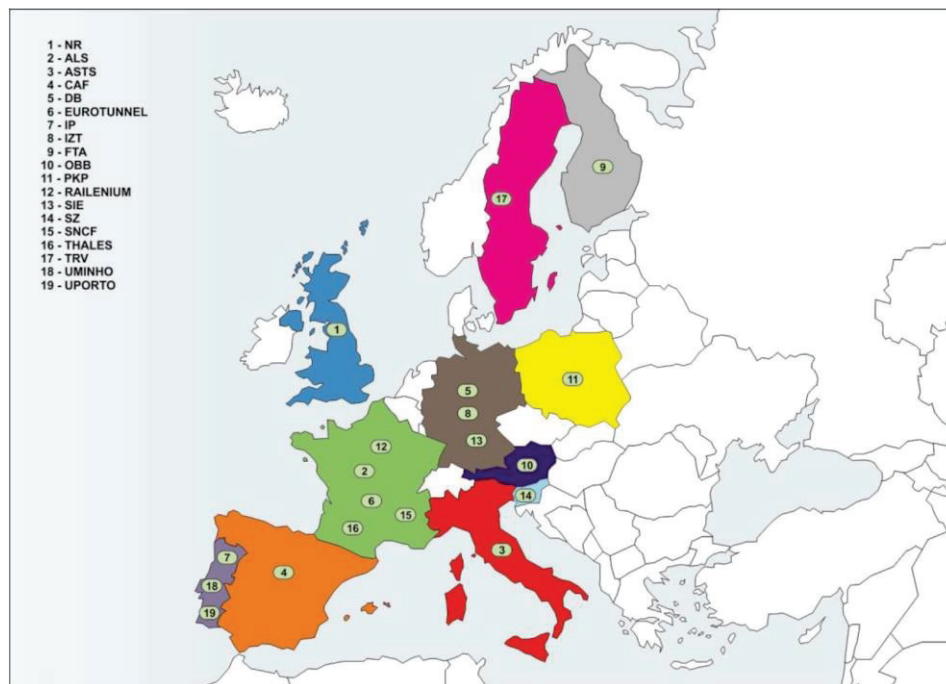 1 - NR
2 - ALS
3 - ASTS
4 - CAF
5 - DB
6 - EUROTUNNEL
7 - IP
8 - IZT
9 - FTA
10 - OBB
11 - PKP
12 - RAILENIUM
13 - SIE
14 - SZ
15 - SNCF
16 - THALES
17 - TRV
18 - UMINHO
19 - UPORTO
9
17
1
11
5
8
13
12
2
10
14
6
15
16
3
7
4
18
19